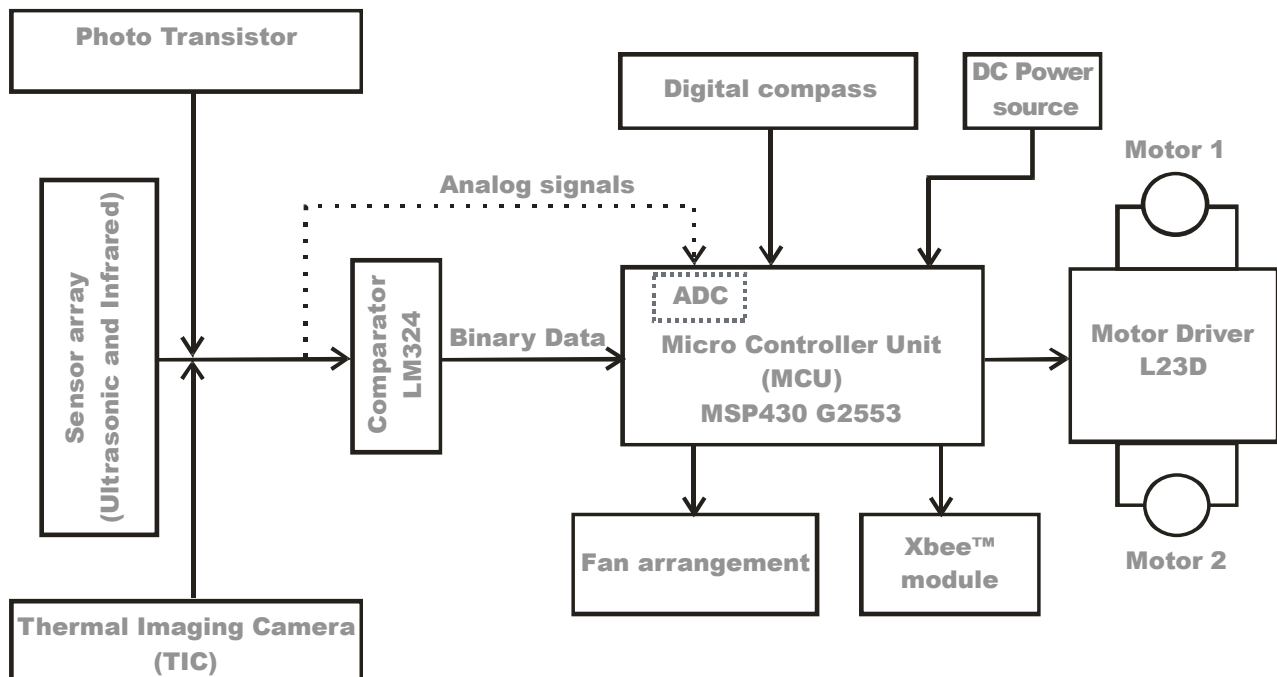 Photo Transistor
Digital compass
DC Power
source
Motor 1
Analog signals
Sensor array
(Ultrasonic and Infrared)
Comparator
LM324
Binary Data
ADC
Micro Controller Unit
(MCU)
MSP430 G2553
Motor Driver
L23D
Fan arrangement
Xbee™
module
Motor 2
Thermal Imaging Camera
(TIC)